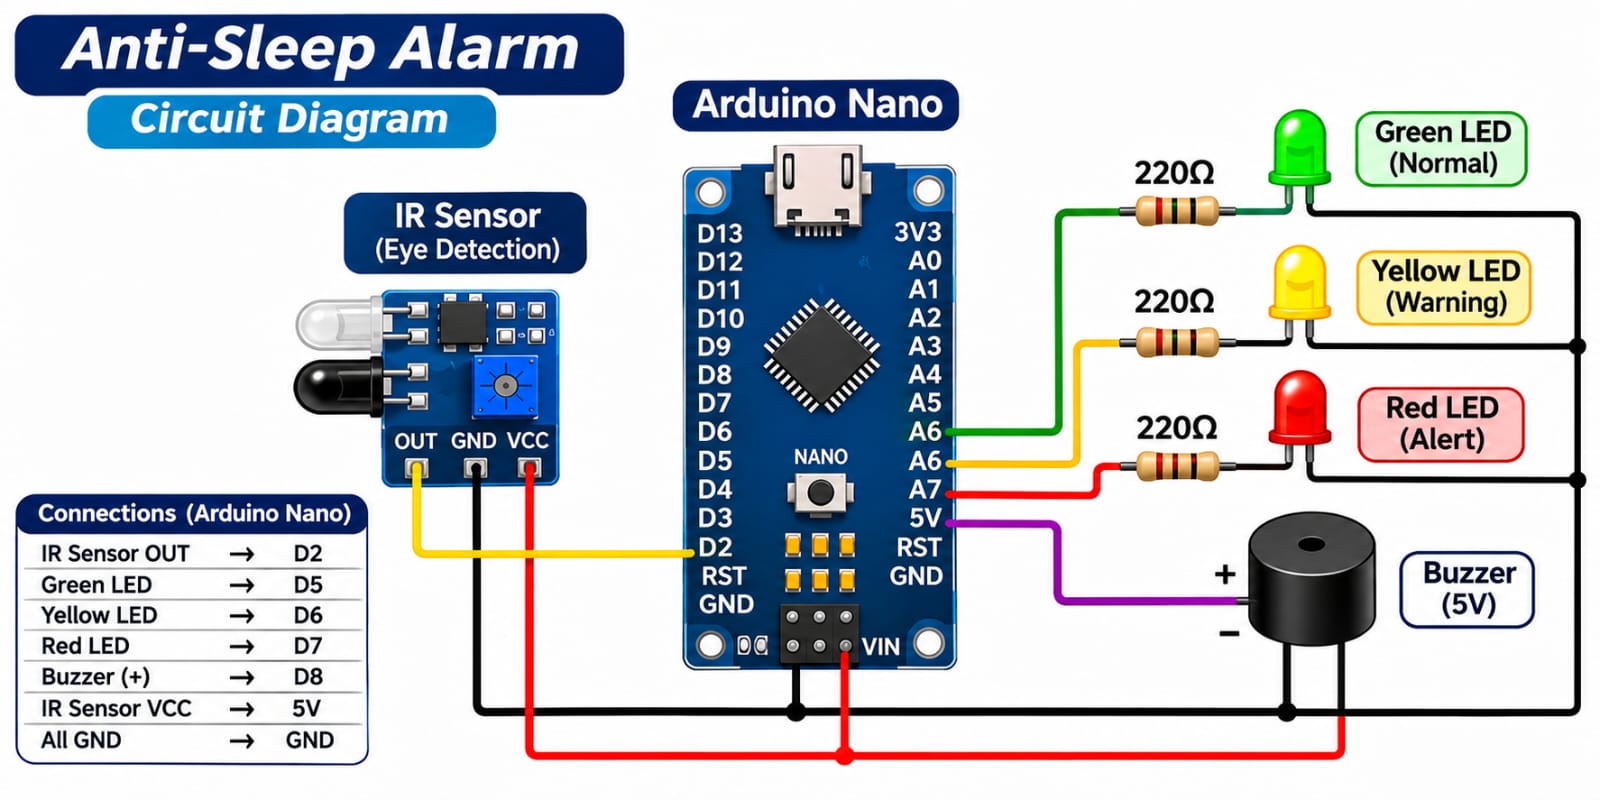 Anti-Sleep Alarm
Circuit Diagram
Arduino Nano
IR Sensor
(Eye Detection)
OUT GND VCC
D13
D12
D11
D10
D9
D8
D7
D6
D5
D4
D3
D2
RST
GND
NANO
3V3
A0
A1
A2
A3
A4
A5
A6
A6
A7
5V
RST
GND
VIN
220Ω
Green LED
(Normal)
220Ω
Yellow LED
(Warning)
220Ω
Red LED
(Alert)
+
−
Buzzer
(5V)
Connections (Arduino Nano)
IR Sensor OUT → D2
Green LED → D5
Yellow LED → D6
Red LED → D7
Buzzer (+) → D8
IR Sensor VCC → 5V
All GND → GND